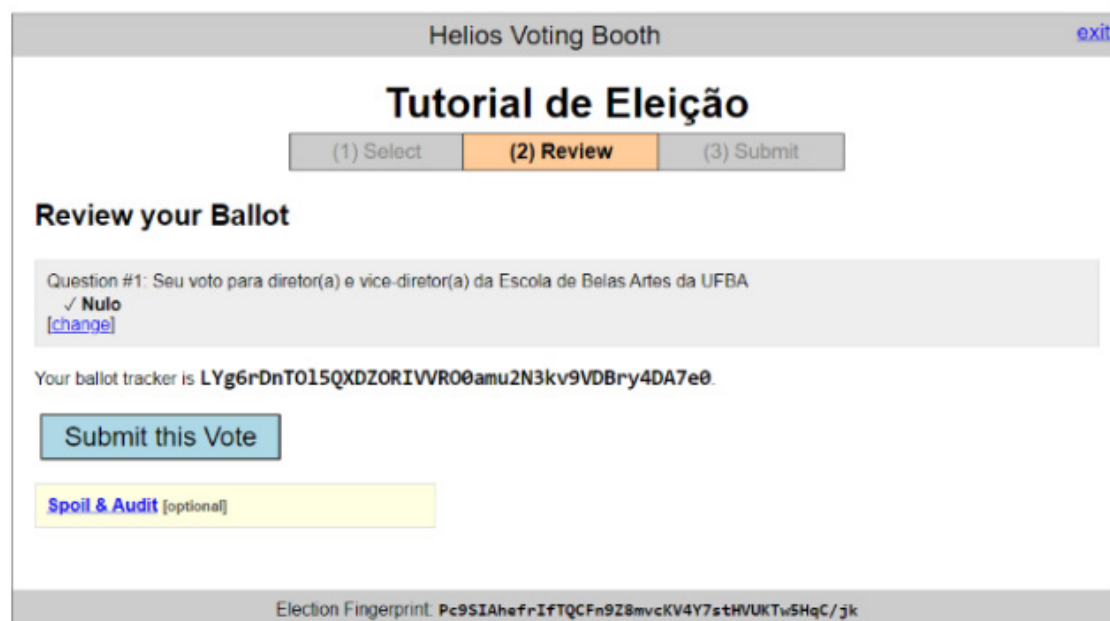 Helios Voting Booth exit
Tutorial de Eleição
(1) Select (2) Review (3) Submit
Review your Ballot
Question #1: Seu voto para diretor(a) e vice-diretor(a) da Escola de Belas Artes da UFBA
✓ Nulo
[change]
Your ballot tracker is LYg6rDnTOl5QXDZORIVVRO0amu2N3kv9VDBry4DA7e0.
Submit this Vote
Spoil & Audit [optional]
Election Fingerprint: Pc9SIAhefrIfTQCFn9Z8mvcKV4Y7stHVUKTw5HqC/jk